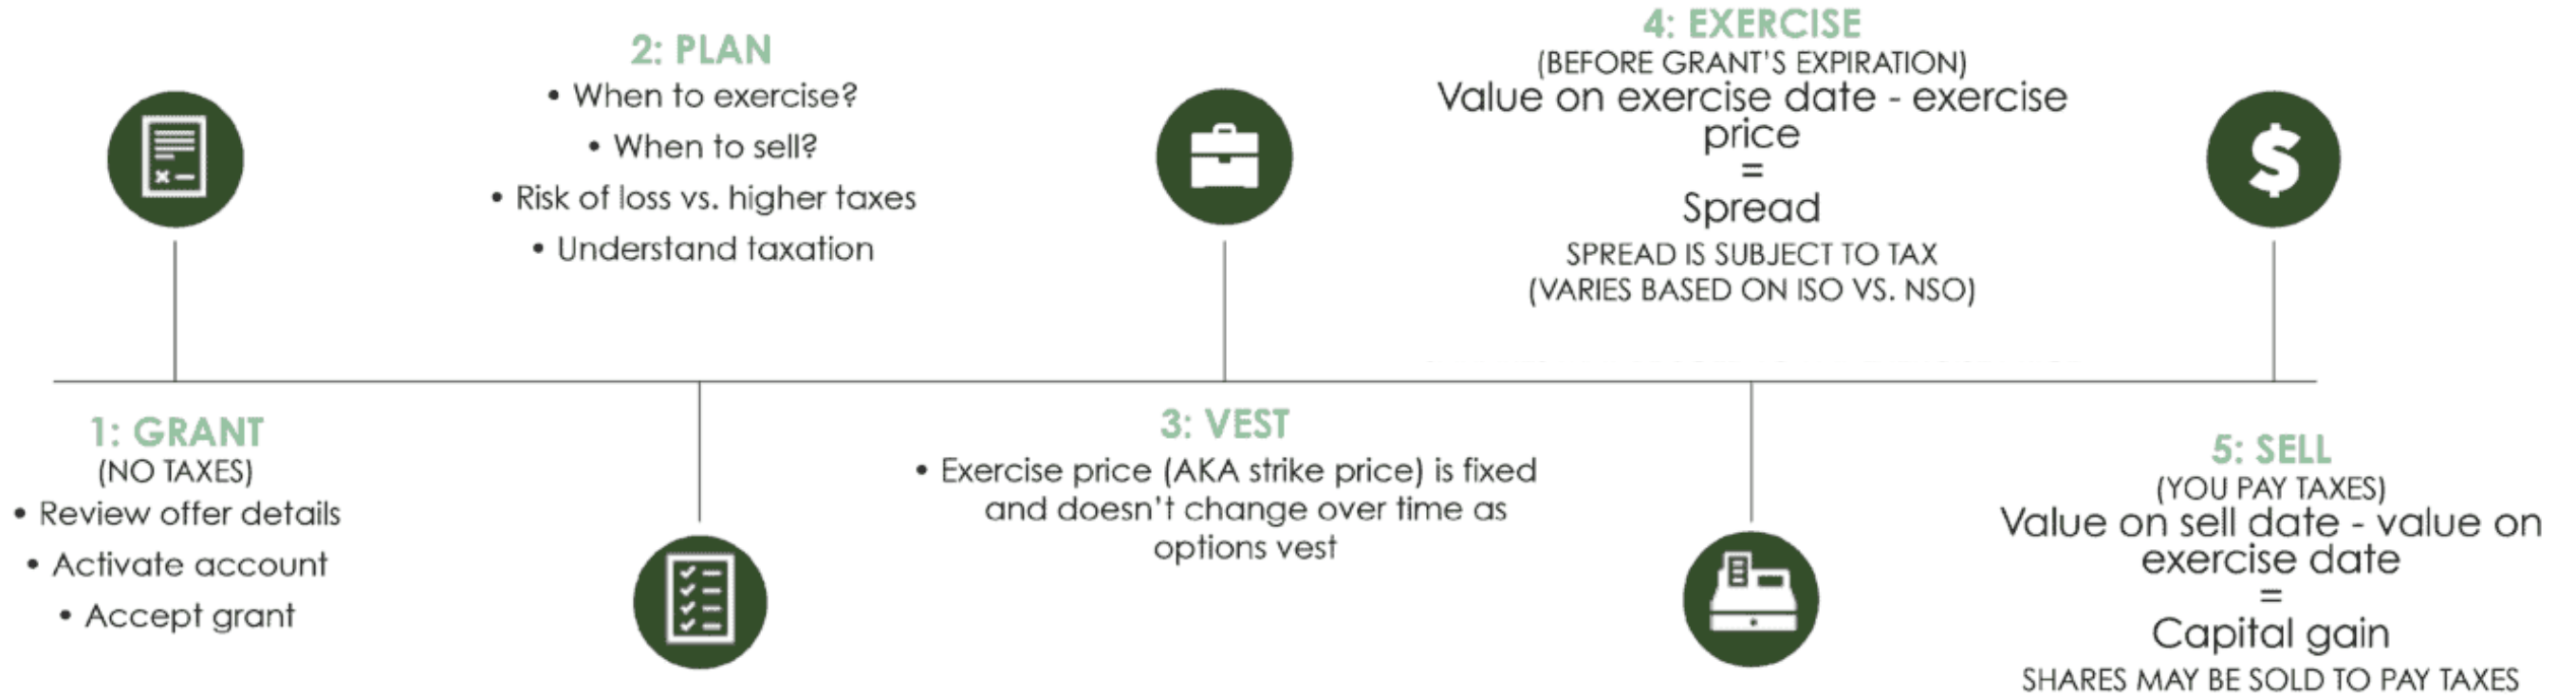 1: GRANT
(NO TAXES)
• Review offer details
• Activate account
• Accept grant
2: PLAN
• When to exercise?
• When to sell?
• Risk of loss vs. higher taxes
• Understand taxation
3: VEST
• Exercise price (AKA strike price) is fixed
and doesn't change over time as
options vest
4: EXERCISE
(BEFORE GRANT'S EXPIRATION)
Value on exercise date - exercise
price
=
Spread
SPREAD IS SUBJECT TO TAX
(VARIES BASED ON ISO VS. NSO)
5: SELL
(YOU PAY TAXES)
Value on sell date - value on
exercise date
=
Capital gain
SHARES MAY BE SOLD TO PAY TAXES